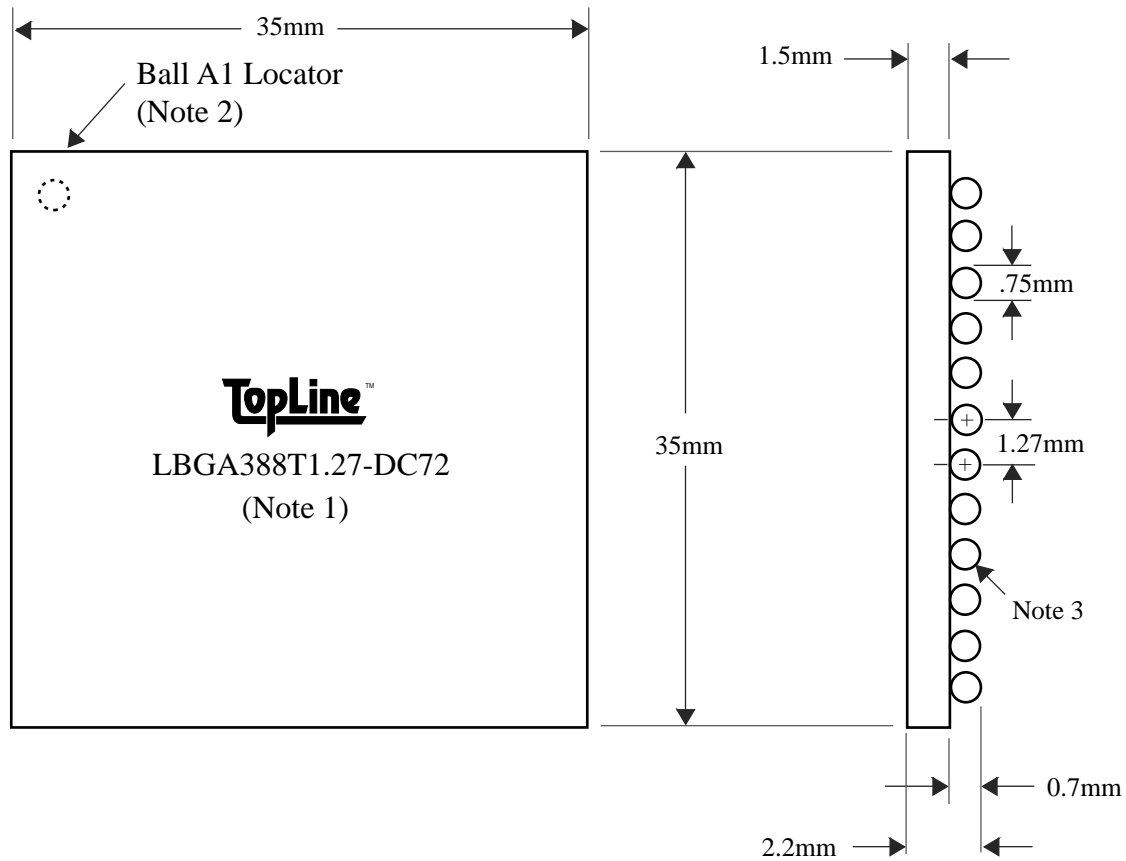 35mm
1.5mm
Ball A1 Locator
(Note 2)
.75mm
TopLine™
LBGA388T1.27-DC72
(Note 1)
35mm
1.27mm
Note 3
0.7mm
2.2mm